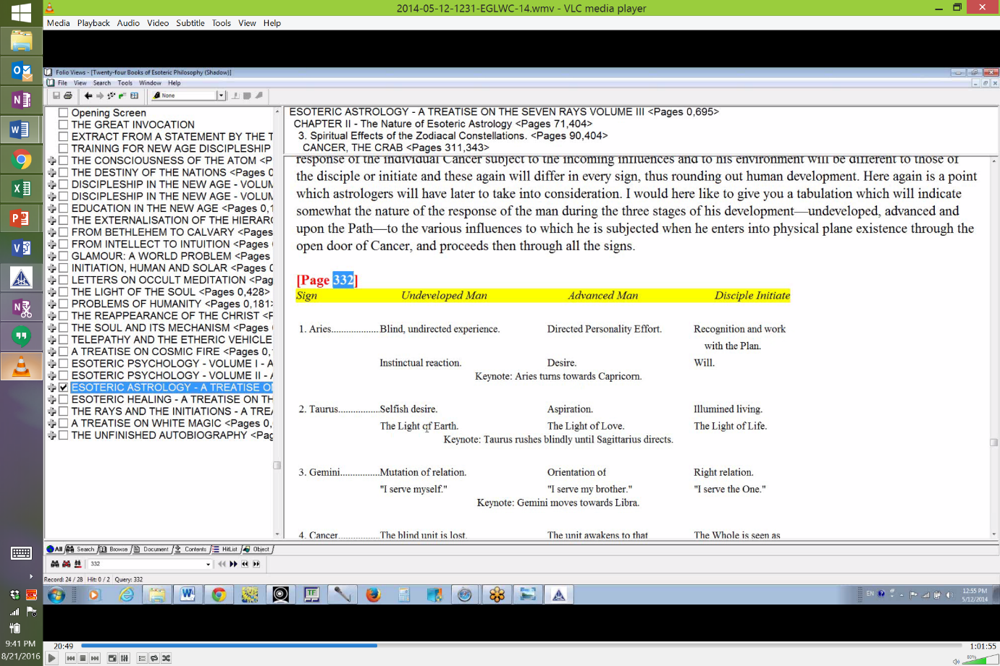 2014-05-12-1231-EGLWC-14.wmv - VLC media player
Media Playback Audio Video Subtitle Tools View Help
Folio Views - [Twenty-four Books of Esoteric Philosophy (Shadow)]
File View Search Tools Window Help
None
Opening Screen
THE GREAT INVOCATION
EXTRACT FROM A STATEMENT BY THE T
TRAINING FOR NEW AGE DISCIPLESHIP
THE CONSCIOUSNESS OF THE ATOM <P
THE DESTINY OF THE NATIONS <Pages 0
DISCIPLESHIP IN THE NEW AGE - VOLUM
DISCIPLESHIP IN THE NEW AGE - VOLUM
EDUCATION IN THE NEW AGE <Pages 0,1
THE EXTERNALISATION OF THE HIERARC
FROM BETHLEHEM TO CALVARY <Pages
FROM INTELLECT TO INTUITION <Pages
GLAMOUR: A WORLD PROBLEM <Pages
INITIATION, HUMAN AND SOLAR <Pages 0
LETTERS ON OCCULT MEDITATION <Pag
THE LIGHT OF THE SOUL <Pages 0,428>
PROBLEMS OF HUMANITY <Pages 0,181>
THE REAPPEARANCE OF THE CHRIST <F
THE SOUL AND ITS MECHANISM <Pages
TELEPATHY AND THE ETHERIC VEHICLE
A TREATISE ON COSMIC FIRE <Pages 0,
ESOTERIC PSYCHOLOGY - VOLUME I - A
ESOTERIC PSYCHOLOGY - VOLUME II - A
ESOTERIC ASTROLOGY - A TREATISE O
ESOTERIC HEALING - A TREATISE ON TH
THE RAYS AND THE INITIATIONS - A TREA
A TREATISE ON WHITE MAGIC <Pages 0,
THE UNFINISHED AUTOBIOGRAPHY <Pag
ESOTERIC ASTROLOGY - A TREATISE ON THE SEVEN RAYS VOLUME III <Pages 0,695>
CHAPTER II - The Nature of Esoteric Astrology <Pages 71,404>
3. Spiritual Effects of the Zodiacal Constellations. <Pages 90,404>
CANCER, THE CRAB <Pages 311,343>
response of the individual Cancer subject to the incoming influences and to his environment will be different to those of
the disciple or initiate and these again will differ in every sign, thus rounding out human development. Here again is a point
which astrologers will have later to take into consideration. I would here like to give you a tabulation which will indicate
somewhat the nature of the response of the man during the three stages of his development—undeveloped, advanced and
upon the Path—to the various influences to which he is subjected when he enters into physical plane existence through the
open door of Cancer, and proceeds then through all the signs.
[Page 332]
Sign Undeveloped Man Advanced Man Disciple Initiate
1. Aries..................Blind, undirected experience. Directed Personality Effort. Recognition and work
with the Plan.
Instinctual reaction. Desire. Will.
Keynote: Aries turns towards Capricorn.
2. Taurus...............Selfish desire. Aspiration. Illumined living.
The Light of Earth. The Light of Love. The Light of Life.
Keynote: Taurus rushes blindly until Sagittarius directs.
3. Gemini...............Mutation of relation. Orientation of Right relation.
"I serve myself." "I serve my brother." "I serve the One."
Keynote: Gemini moves towards Libra.
4. Cancer...............The blind unit is lost. The unit awakens to that The Whole is seen as
All Search Browse Document Contents HitList Object
332
Record: 24 / 28 Hit: 0 / 2 Query: 332
EN
12:55 PM
5/12/2014
9:41 PM
8/21/2016
20:49 1:01:55
80%